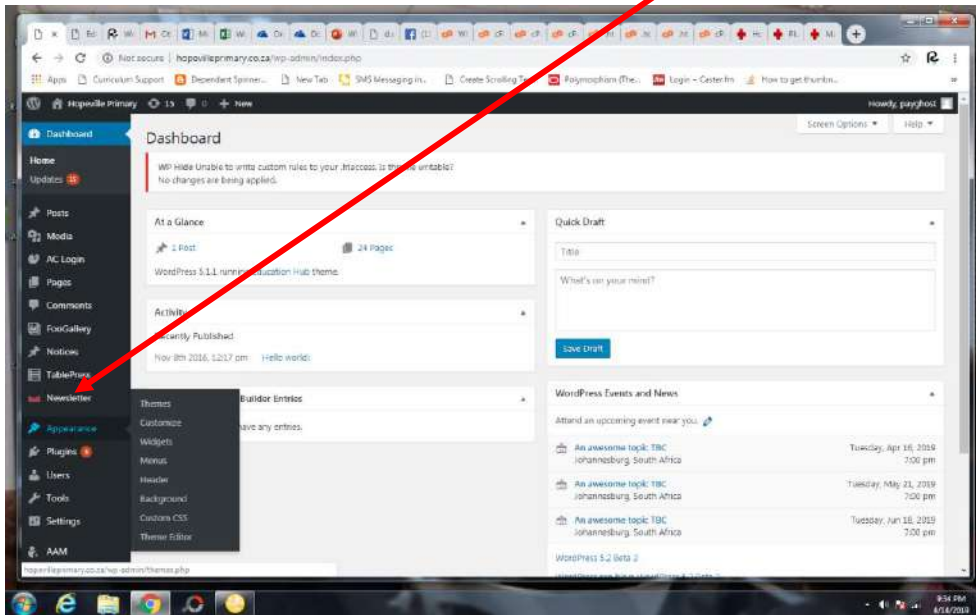 Not secure | hopevilleprimary.co.za/wp-admin/index.php
Apps Curriculum Support Dependent Spinner... New Tab SMS Messaging in... Create Scrolling Polymorphism (The... Login - How to get
Hopeville Primary 15 0 + New Howdy, payghost
Screen Options Help
Dashboard
Home
Updates
Posts
Media
AC Login
Pages
Comments
FooGallery
Notices
TablePress
Newsletter
Appearance
Plugins
Users
Tools
Settings
AAM
Themes
Customize
Widgets
Menus
Header
Background
Custom CSS
Theme Editor
Dashboard
WP Hide Unable to write custom rules to your .htaccess. Is this file writable?
No changes are being applied.
At a Glance
1 Post 24 Pages
WordPress 5.1.1 running Education Hub theme.
Activity
Recently Published
Nov 8th 2016, 12:17 pm Hello world!
Builder Entries
have any entries.
Quick Draft
Title
What's on your mind?
Save Draft
WordPress Events and News
Attend an upcoming event near you.
An awesome topic TBC Tuesday, Apr 16, 2019
Johannesburg, South Africa 7:00 pm
An awesome topic TBC Tuesday, May 21, 2019
Johannesburg, South Africa 7:00 pm
An awesome topic TBC Tuesday, Jun 18, 2019
Johannesburg, South Africa 7:00 pm
WordPress 5.2 Beta 3
hopevilleprimary.co.za/wp-admin/themes.php
9:54 PM
4/14/2019